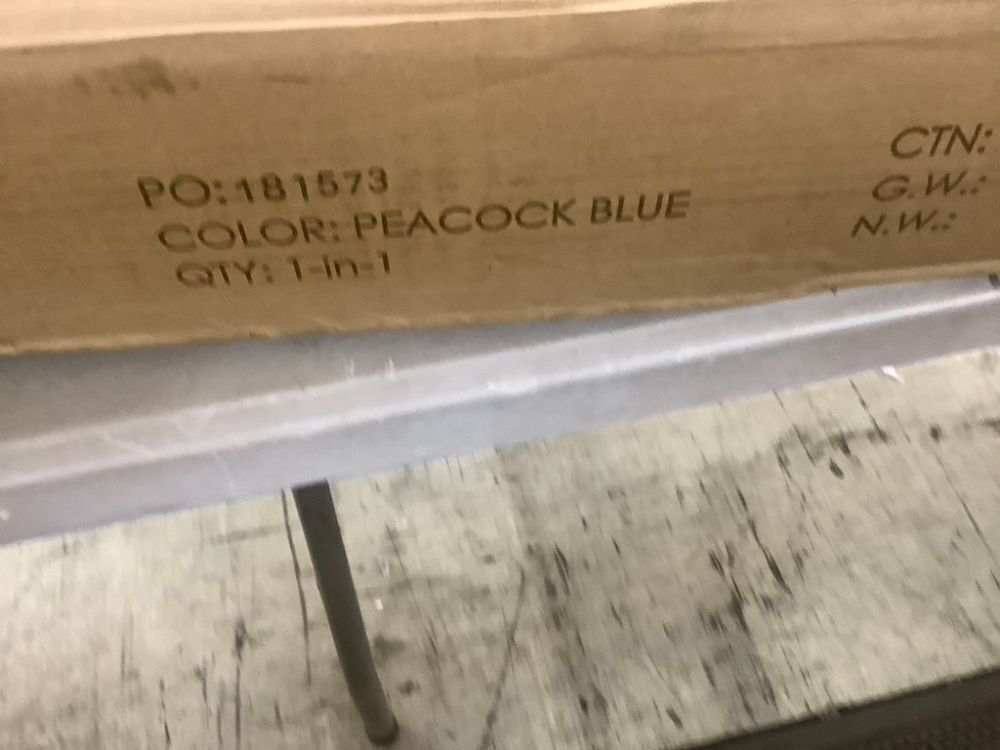 PO:181573
COLOR: PEACOCK BLUE
QTY: 1-in-1
CTN:
G.W.:
N.W.: